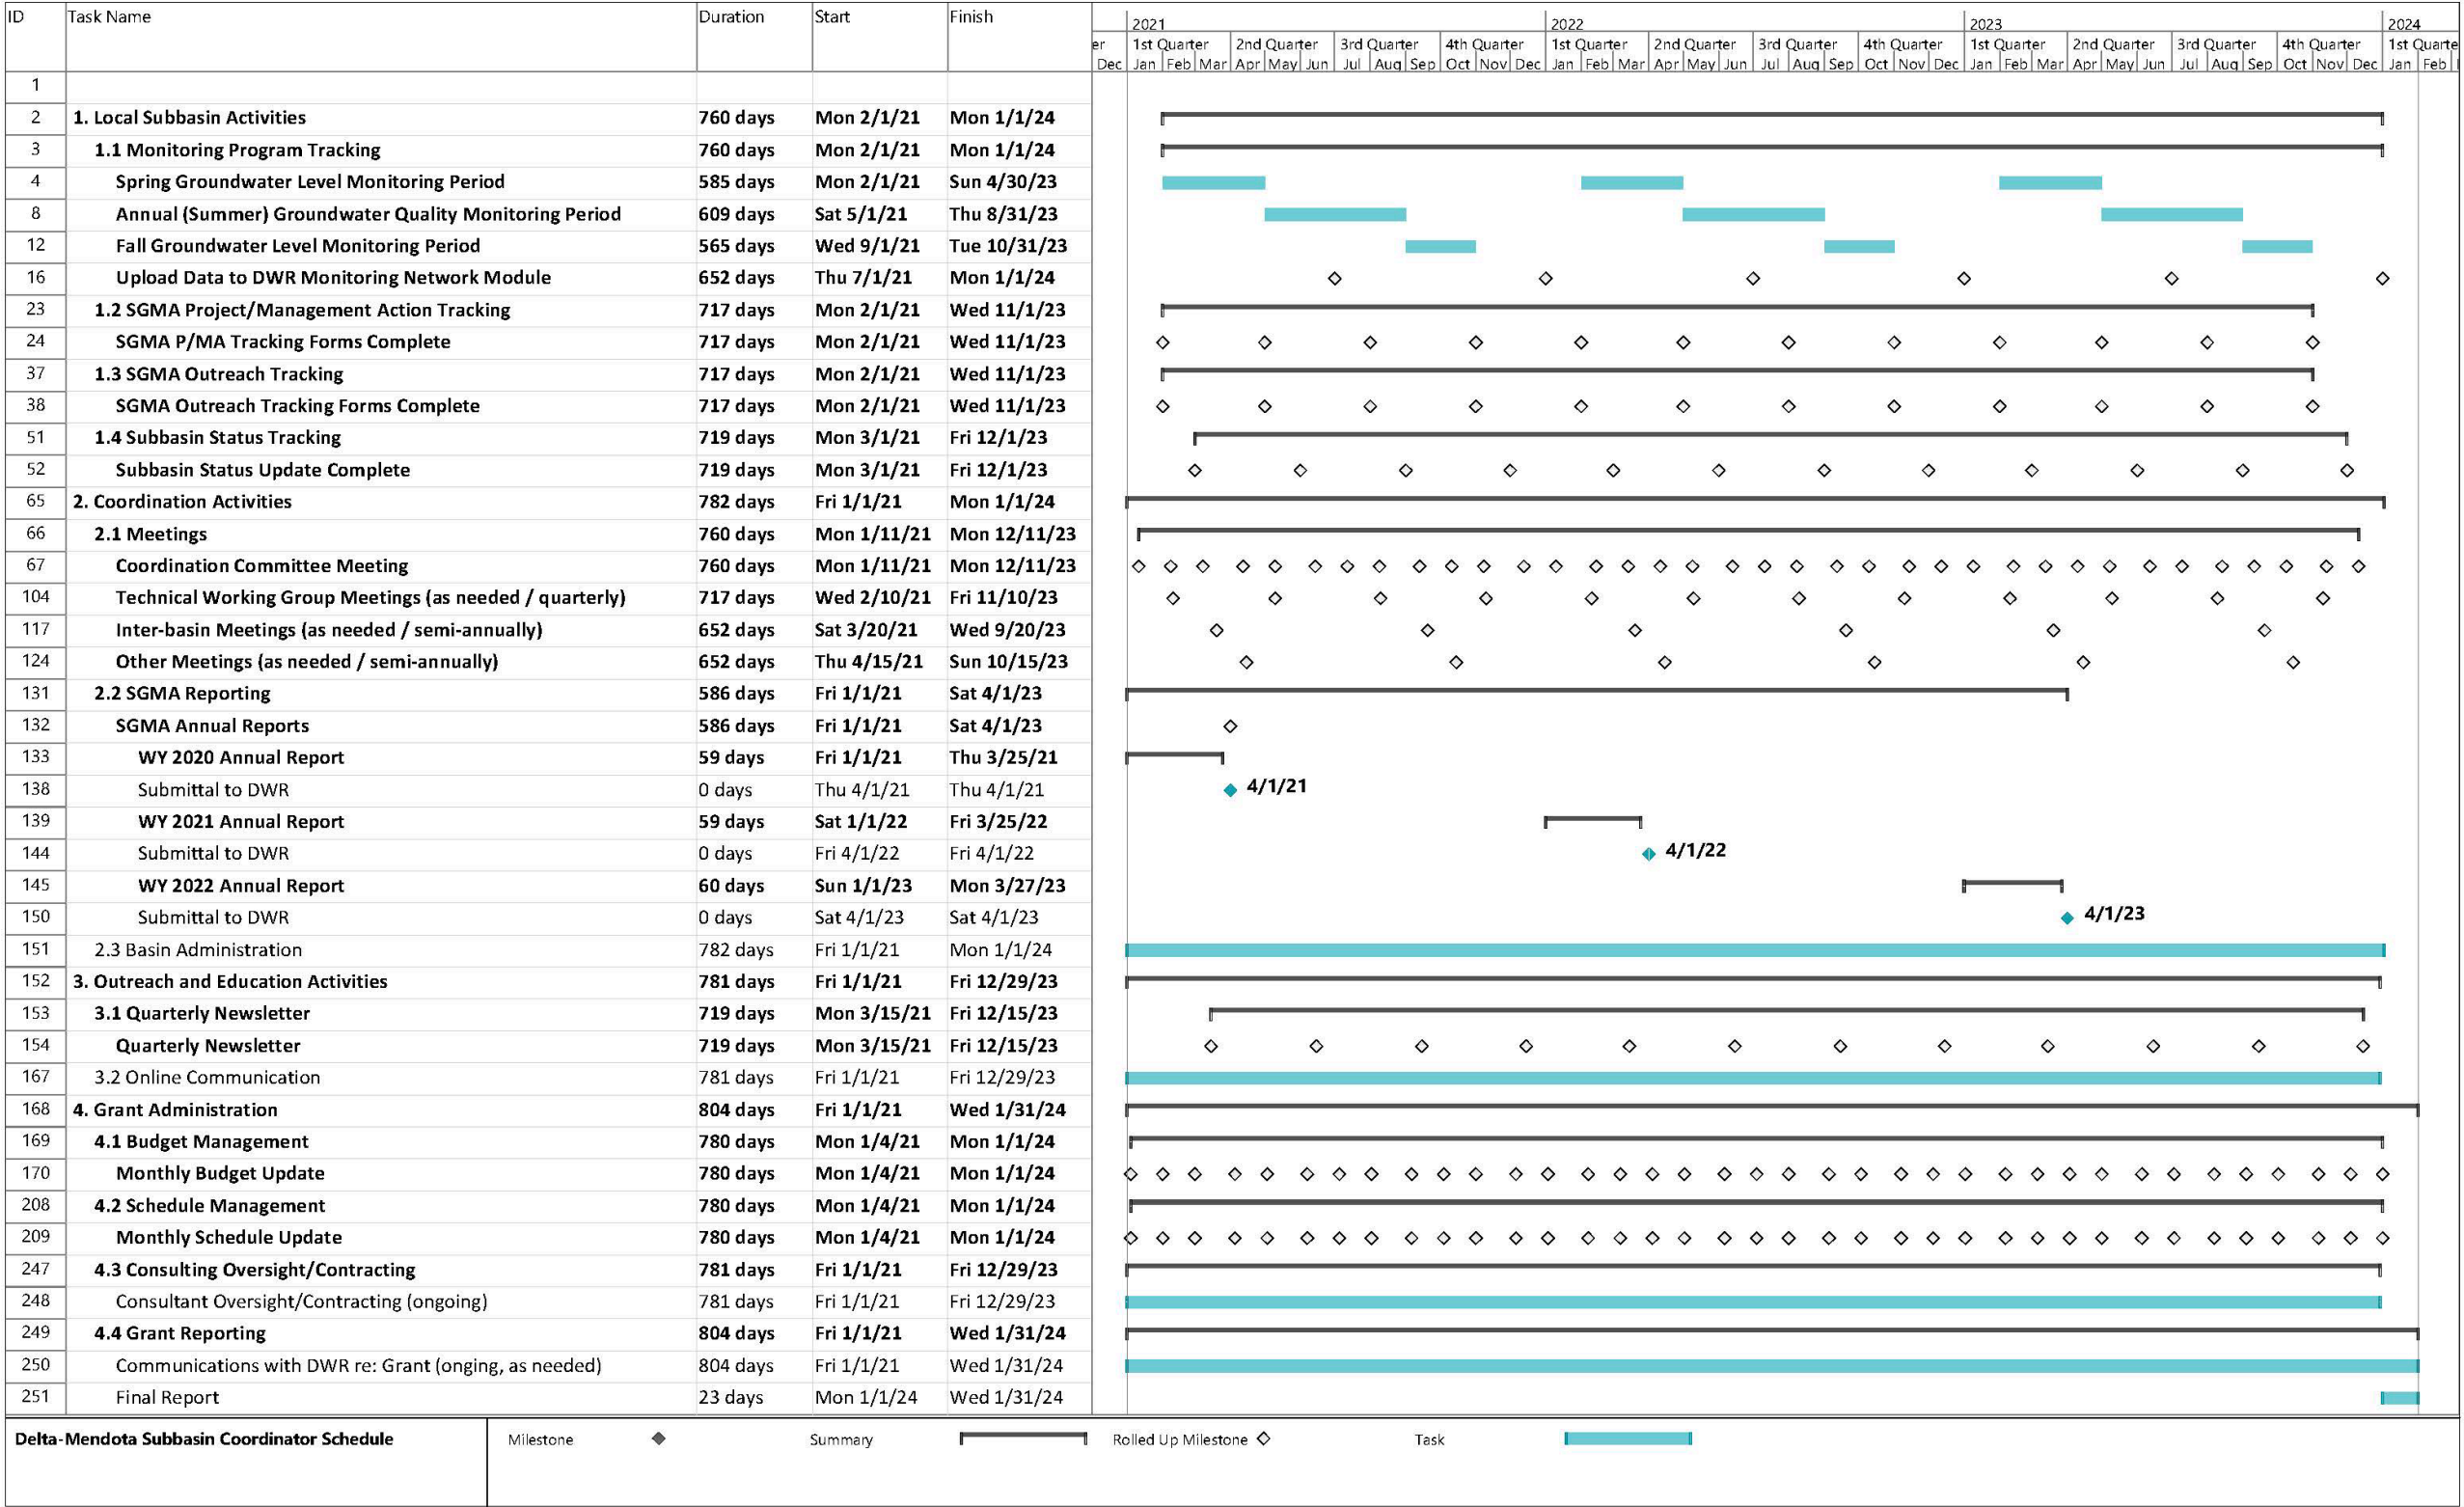 ID Task Name Duration Start Finish
2021 2022 2023 2024
er 1st Quarter 2nd Quarter 3rd Quarter 4th Quarter 1st Quarter 2nd Quarter 3rd Quarter 4th Quarter 1st Quarter 2nd Quarter 3rd Quarter 4th Quarter 1st Quarte
Dec Jan Feb Mar Apr May Jun Jul Aug Sep Oct Nov Dec Jan Feb Mar Apr May Jun Jul Aug Sep Oct Nov Dec Jan Feb Mar Apr May Jun Jul Aug Sep Oct Nov Dec Jan Feb
1
2 1. Local Subbasin Activities 760 days Mon 2/1/21 Mon 1/1/24
3 1.1 Monitoring Program Tracking 760 days Mon 2/1/21 Mon 1/1/24
4 Spring Groundwater Level Monitoring Period 585 days Mon 2/1/21 Sun 4/30/23
8 Annual (Summer) Groundwater Quality Monitoring Period 609 days Sat 5/1/21 Thu 8/31/23
12 Fall Groundwater Level Monitoring Period 565 days Wed 9/1/21 Tue 10/31/23
16 Upload Data to DWR Monitoring Network Module 652 days Thu 7/1/21 Mon 1/1/24
23 1.2 SGMA Project/Management Action Tracking 717 days Mon 2/1/21 Wed 11/1/23
24 SGMA P/MA Tracking Forms Complete 717 days Mon 2/1/21 Wed 11/1/23
37 1.3 SGMA Outreach Tracking 717 days Mon 2/1/21 Wed 11/1/23
38 SGMA Outreach Tracking Forms Complete 717 days Mon 2/1/21 Wed 11/1/23
51 1.4 Subbasin Status Tracking 719 days Mon 3/1/21 Fri 12/1/23
52 Subbasin Status Update Complete 719 days Mon 3/1/21 Fri 12/1/23
65 2. Coordination Activities 782 days Fri 1/1/21 Mon 1/1/24
66 2.1 Meetings 760 days Mon 1/11/21 Mon 12/11/23
67 Coordination Committee Meeting 760 days Mon 1/11/21 Mon 12/11/23
104 Technical Working Group Meetings (as needed / quarterly) 717 days Wed 2/10/21 Fri 11/10/23
117 Inter-basin Meetings (as needed / semi-annually) 652 days Sat 3/20/21 Wed 9/20/23
124 Other Meetings (as needed / semi-annually) 652 days Thu 4/15/21 Sun 10/15/23
131 2.2 SGMA Reporting 586 days Fri 1/1/21 Sat 4/1/23
132 SGMA Annual Reports 586 days Fri 1/1/21 Sat 4/1/23
133 WY 2020 Annual Report 59 days Fri 1/1/21 Thu 3/25/21
138 Submittal to DWR 0 days Thu 4/1/21 Thu 4/1/21 4/1/21
139 WY 2021 Annual Report 59 days Sat 1/1/22 Fri 3/25/22
144 Submittal to DWR 0 days Fri 4/1/22 Fri 4/1/22 4/1/22
145 WY 2022 Annual Report 60 days Sun 1/1/23 Mon 3/27/23
150 Submittal to DWR 0 days Sat 4/1/23 Sat 4/1/23 4/1/23
151 2.3 Basin Administration 782 days Fri 1/1/21 Mon 1/1/24
152 3. Outreach and Education Activities 781 days Fri 1/1/21 Fri 12/29/23
153 3.1 Quarterly Newsletter 719 days Mon 3/15/21 Fri 12/15/23
154 Quarterly Newsletter 719 days Mon 3/15/21 Fri 12/15/23
167 3.2 Online Communication 781 days Fri 1/1/21 Fri 12/29/23
168 4. Grant Administration 804 days Fri 1/1/21 Wed 1/31/24
169 4.1 Budget Management 780 days Mon 1/4/21 Mon 1/1/24
170 Monthly Budget Update 780 days Mon 1/4/21 Mon 1/1/24
208 4.2 Schedule Management 780 days Mon 1/4/21 Mon 1/1/24
209 Monthly Schedule Update 780 days Mon 1/4/21 Mon 1/1/24
247 4.3 Consulting Oversight/Contracting 781 days Fri 1/1/21 Fri 12/29/23
248 Consultant Oversight/Contracting (ongoing) 781 days Fri 1/1/21 Fri 12/29/23
249 4.4 Grant Reporting 804 days Fri 1/1/21 Wed 1/31/24
250 Communications with DWR re: Grant (onging, as needed) 804 days Fri 1/1/21 Wed 1/31/24
251 Final Report 23 days Mon 1/1/24 Wed 1/31/24
Delta-Mendota Subbasin Coordinator Schedule Milestone Summary Rolled Up Milestone Task